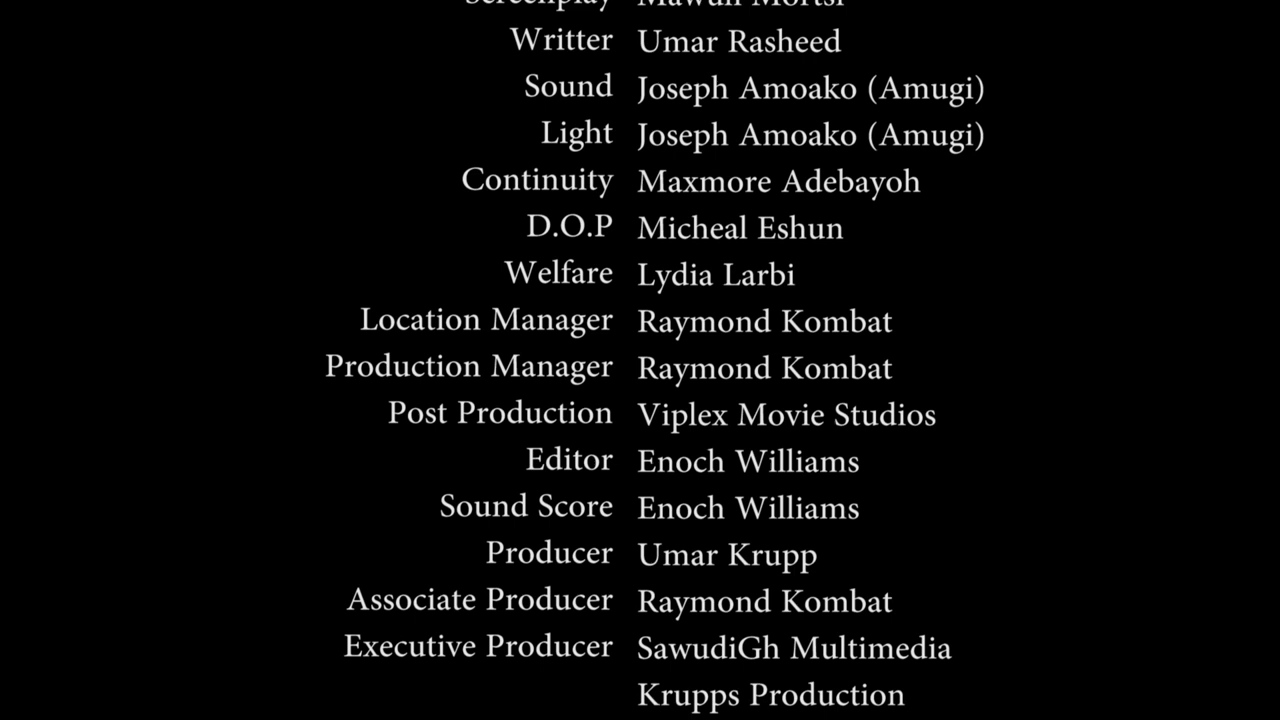 Writter Umar Rasheed
Sound Joseph Amoako (Amugi)
Light Joseph Amoako (Amugi)
Continuity Maxmore Adebayoh
D.O.P Micheal Eshun
Welfare Lydia Larbi
Location Manager Raymond Kombat
Production Manager Raymond Kombat
Post Production Viplex Movie Studios
Editor Enoch Williams
Sound Score Enoch Williams
Producer Umar Krupp
Associate Producer Raymond Kombat
Executive Producer SawudiGh Multimedia
Krupps Production